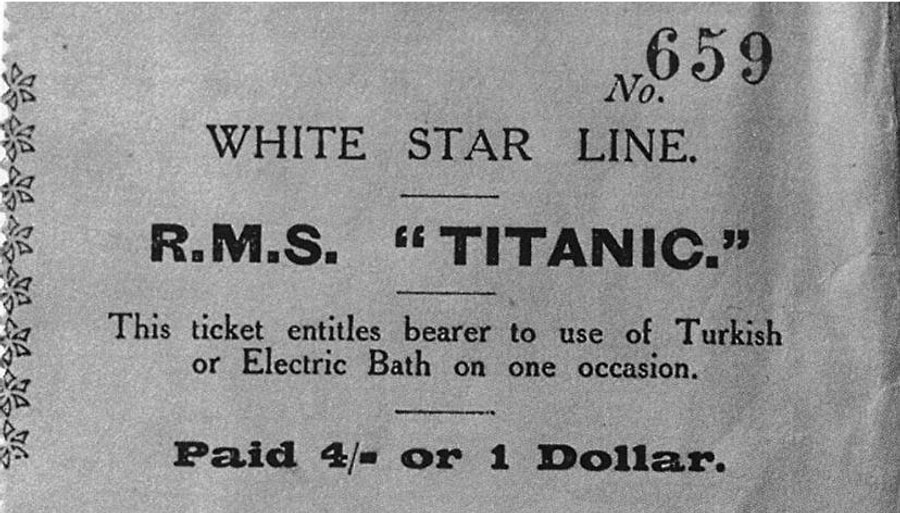 No. 659
WHITE STAR LINE.
R.M.S. “TITANIC.”
This ticket entitles bearer to use of Turkish
or Electric Bath on one occasion.
Paid 4/- or 1 Dollar.